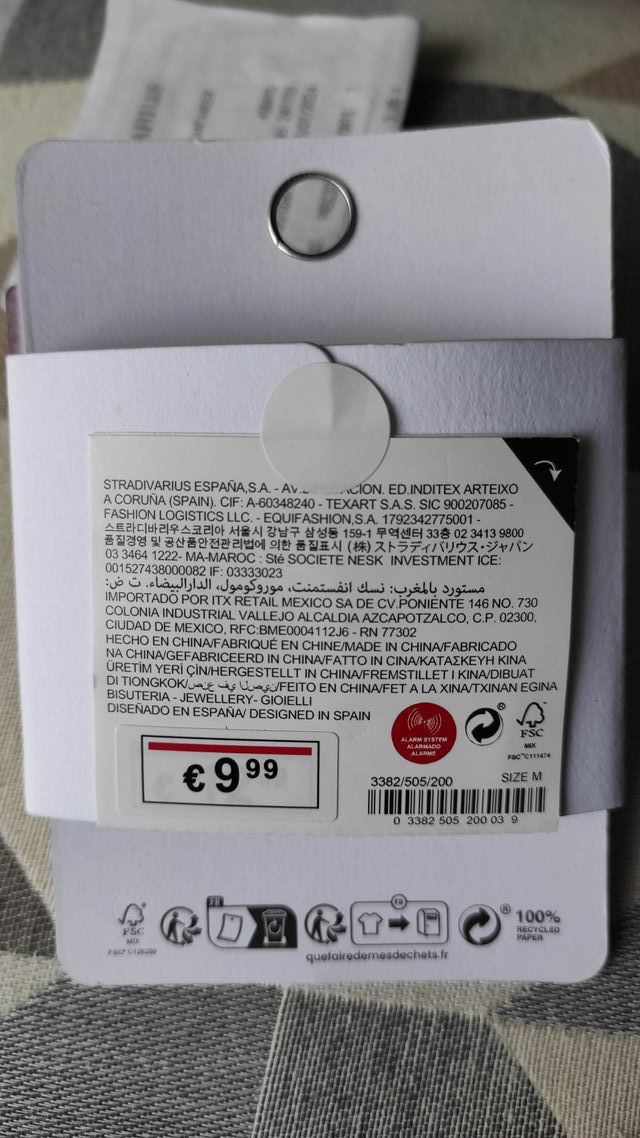 STRADIVARIUS ESPAÑA,S.A. - AV.DIPUTACION. ED.INDITEX ARTEIXO
A CORUÑA (SPAIN). CIF: A-60348240 - TEXART S.A.S. SIC 900207085 -
FASHION LOGISTICS LLC. - EQUIFASHION,S.A. 1792342775001 -
스트라디바리우스코리아 서울시 강남구 삼성동 159-1 무역센터 33층 02 3413 9800
품질경영 및 공산품안전관리법에 의한 품질표시 (株) ストラディバリウス・ジャパン
03 3464 1222- MA-MAROC : Sté SOCIETE NESK INVESTMENT ICE:
001527438000082 IF: 03333023
مستورد بالمغرب: نسك انفستمنت، موروكومول، الدارالبيضاء. ت ض:
IMPORTADO POR ITX RETAIL MEXICO SA DE CV.PONIENTE 146 NO. 730
COLONIA INDUSTRIAL VALLEJO ALCALDIA AZCAPOTZALCO, C.P. 02300,
CIUDAD DE MEXICO, RFC:BME0004112J6 - RN 77302
HECHO EN CHINA/FABRIQUÉ EN CHINE/MADE IN CHINA/FABRICADO
NA CHINA/GEFABRICEERD IN CHINA/FATTO IN CINA/ΚΑΤΑΣΚΕΥΗ ΚΙΝΑ
ÜRETİM YERİ ÇİN/HERGESTELLT IN CHINA/FREMSTILLET I KINA/DIBUAT
DI TIONGKOK/صنع في الصين/FEITO EN CHINA/FET A LA XINA/TXINAN EGINA
BISUTERIA - JEWELLERY- GIOIELLI
DISEÑADO EN ESPAÑA/ DESIGNED IN SPAIN
ALARM SYSTEM
ALARMADO
ALARME
®
FSC
MIX
FSC™C111474
€ 9 99
3382/505/200
SIZE M
0 3382 505 200 03 9
FSC
MIX
FR
FR
® 100%
RECYCLED
PAPER
quefairedemesdechets.fr